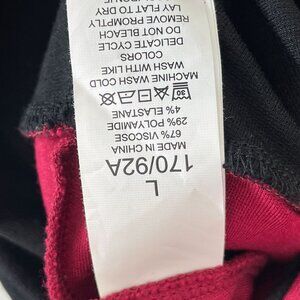 L
170/92A
MADE IN CHINA
67% VISCOSE
29% POLYAMIDE
4% ELASTANE
MACHINE WASH COLD
WASH WITH LIKE
COLORS
DELICATE CYCLE
DO NOT BLEACH
REMOVE PROMPTLY
LAY FLAT TO DRY